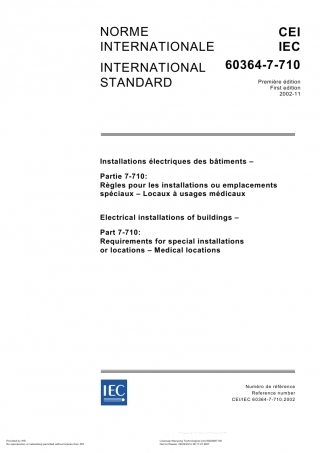 NORME
INTERNATIONALE
CEI
IEC
INTERNATIONAL
STANDARD
60364-7-710
Première édition
First edition
2002-11
Installations électriques des bâtiments –
Partie 7-710:
Règles pour les installations ou emplacements
spéciaux – Locaux à usages médicaux
Electrical installations of buildings –
Part 7-710:
Requirements for special installations
or locations – Medical locations
IEC
Numéro de référence
Reference number
CEI/IEC 60364-7-710:2002